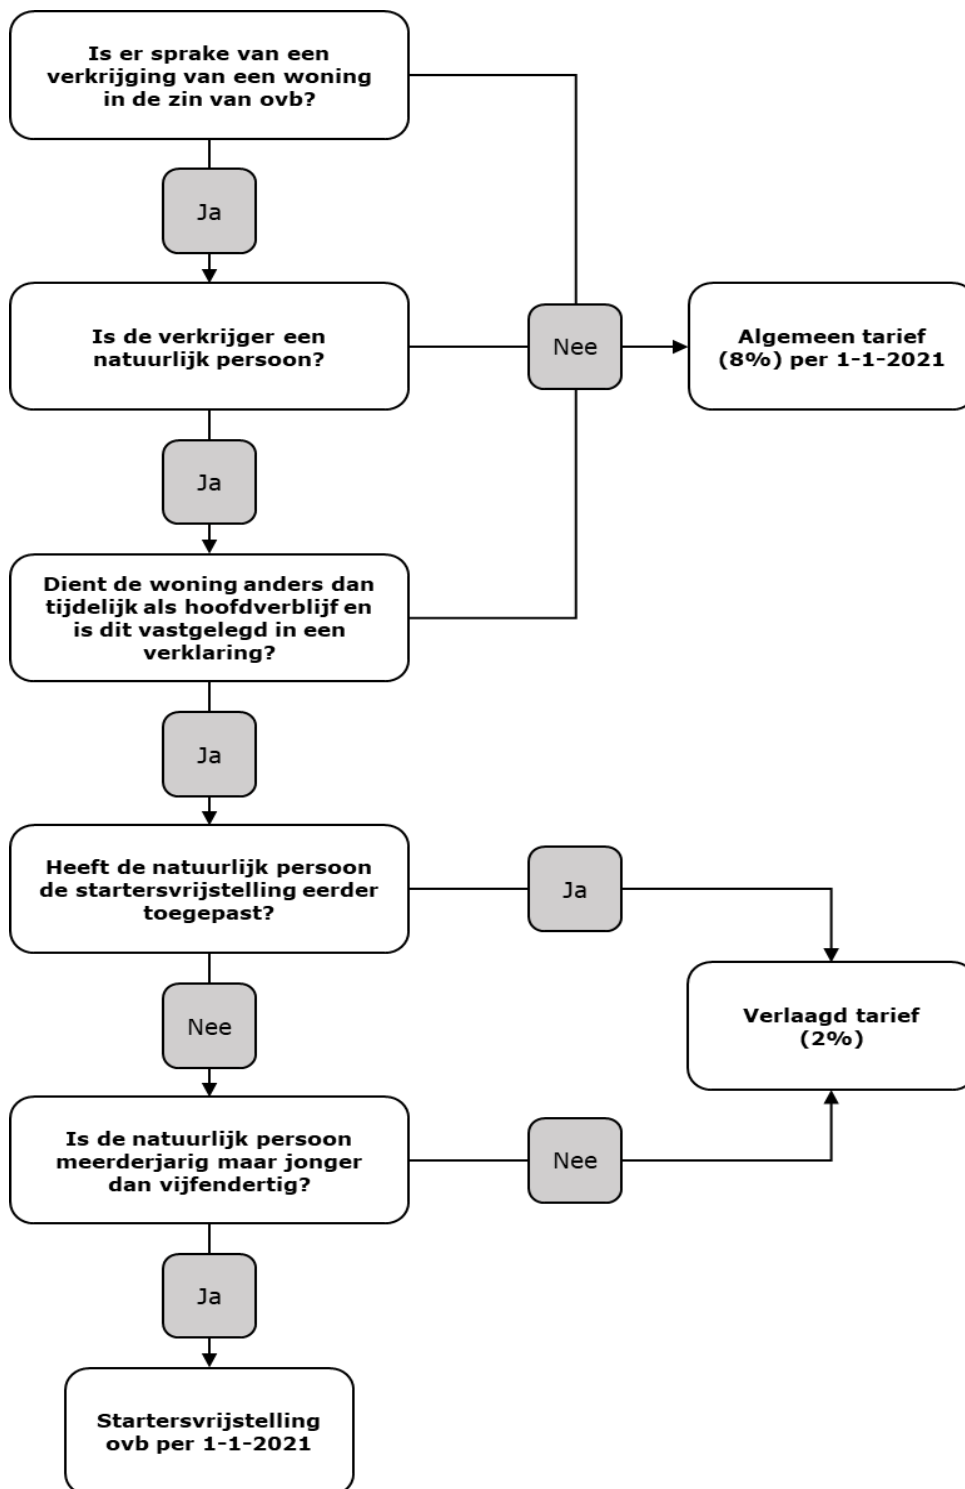 Is er sprake van een
verkrijging van een woning
in de zin van ovb?
Ja
Is de verkrijger een
natuurlijk persoon?
Nee
Algemeen tarief
(8%) per 1-1-2021
Ja
Dient de woning anders dan
tijdelijk als hoofdverblijf en
is dit vastgelegd in een
verklaring?
Ja
Heeft de natuurlijk persoon
de startersvrijstelling eerder
toegepast?
Ja
Nee
Verlaagd tarief
(2%)
Is de natuurlijk persoon
meerderjarig maar jonger
dan vijfendertig?
Nee
Ja
Startersvrijstelling
ovb per 1-1-2021